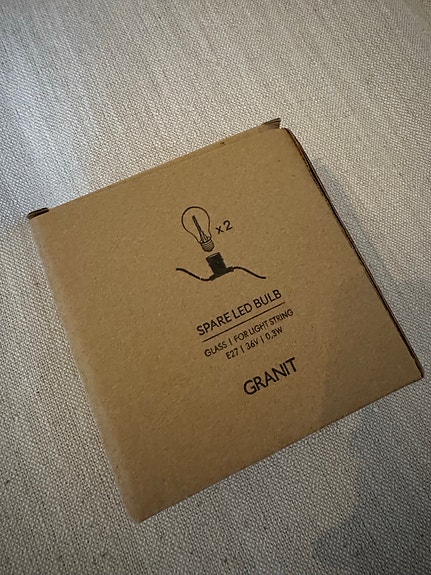 x2
SPARE LED BULB
GLASS | FOR LIGHT STRING
E27 | 36V | 0,3W
GRANIT